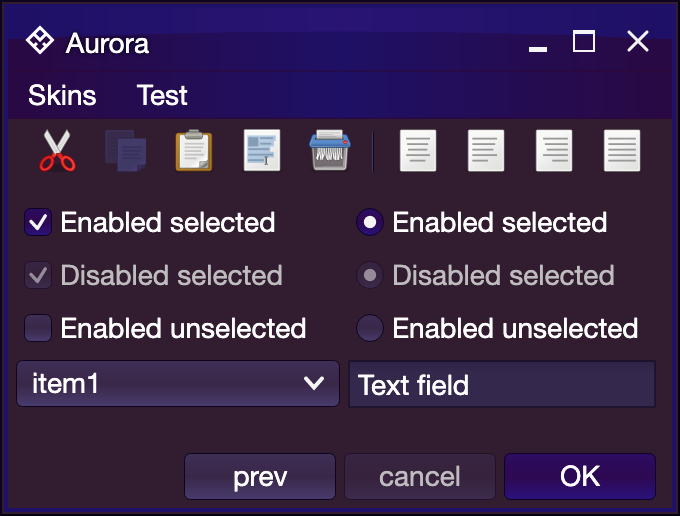 Aurora
Skins Test
Enabled selected Enabled selected
Disabled selected Disabled selected
Enabled unselected Enabled unselected
item1 Text field
prev cancel OK